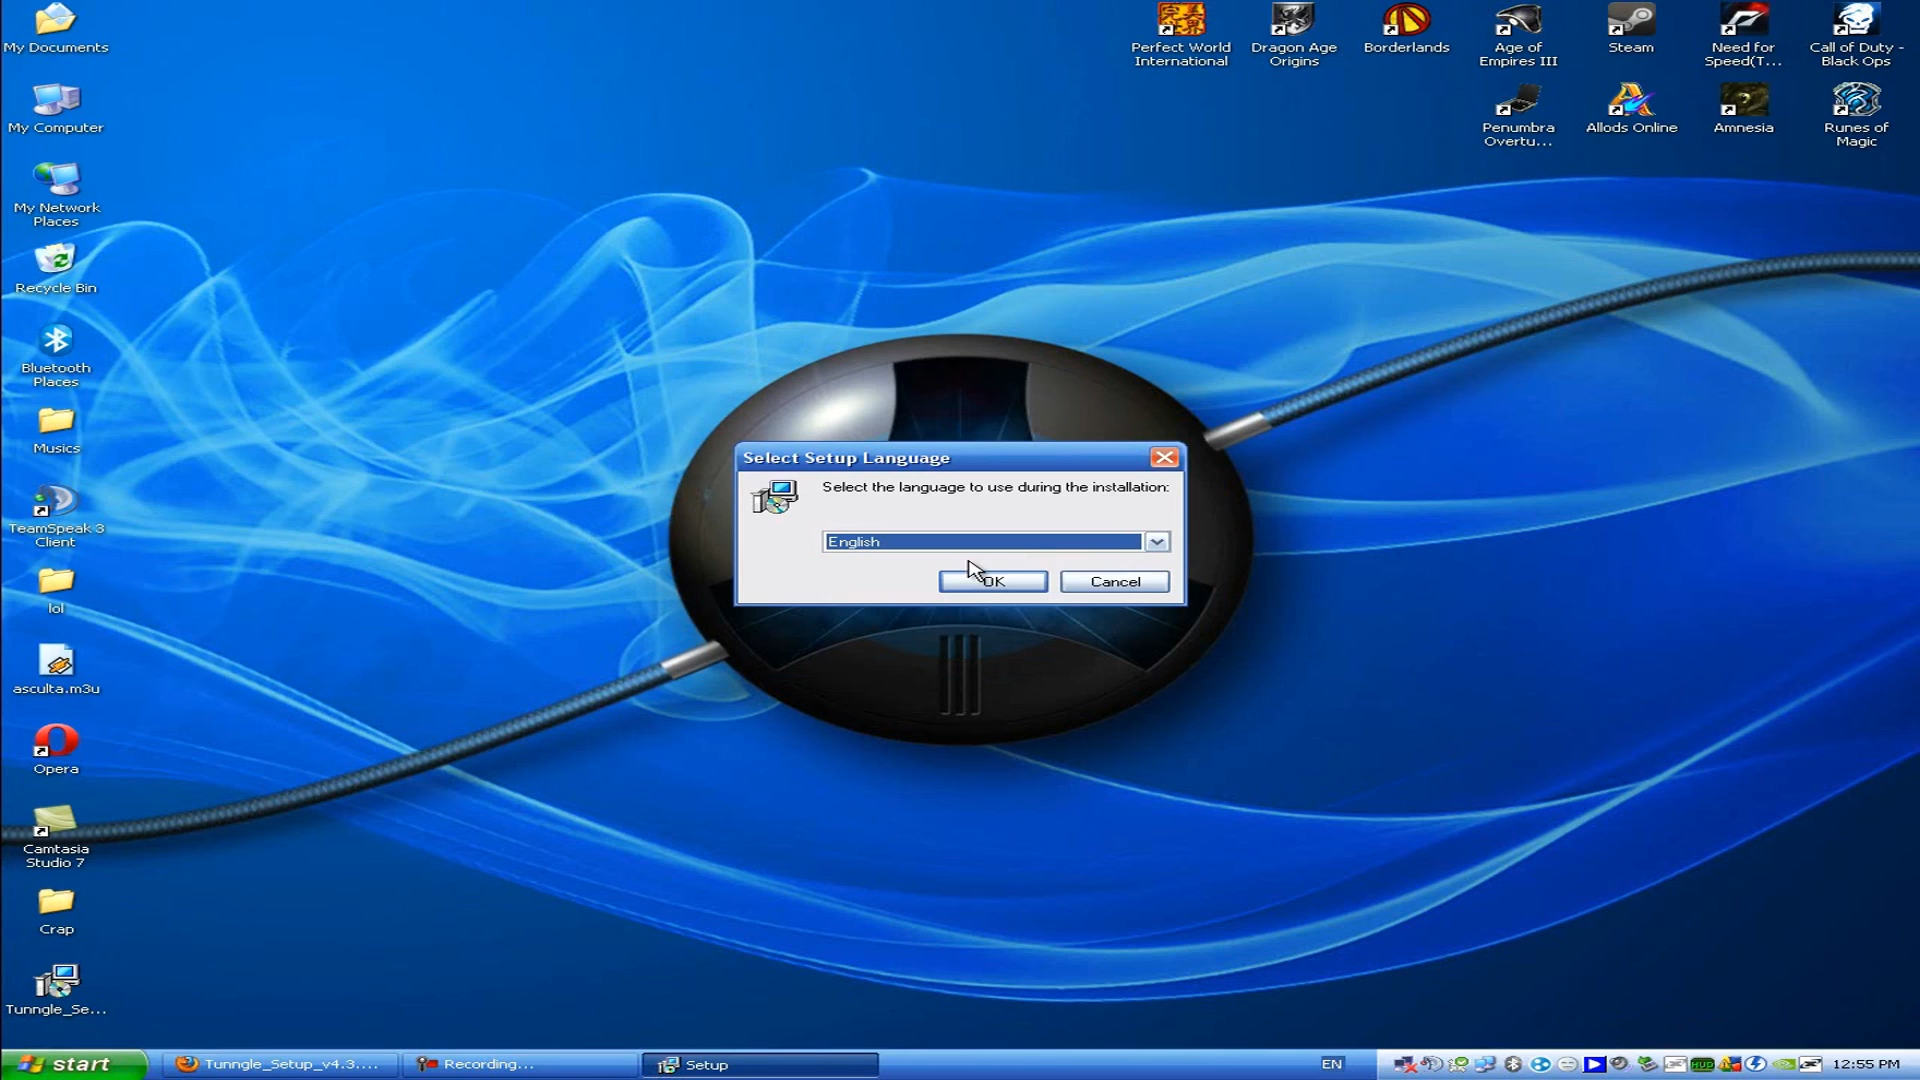 My Documents
My Computer
My Network
Places
Recycle Bin
Bluetooth
Places
Musics
TeamSpeak 3
Client
lol
asculta.m3u
Opera
Camtasia
Studio 7
Crap
Tunngle_Se...
Perfect World
International
Dragon Age
Origins
Borderlands
Age of
Empires III
Steam
Need for
Speed(T...
Call of Duty -
Black Ops
Penumbra
Overtu...
Allods Online
Amnesia
Runes of
Magic
Select Setup Language
Select the language to use during the installation:
English
OK
Cancel
start
Tunngle_Setup_v4.3....
Recording...
Setup
EN
HUD
12:55 PM